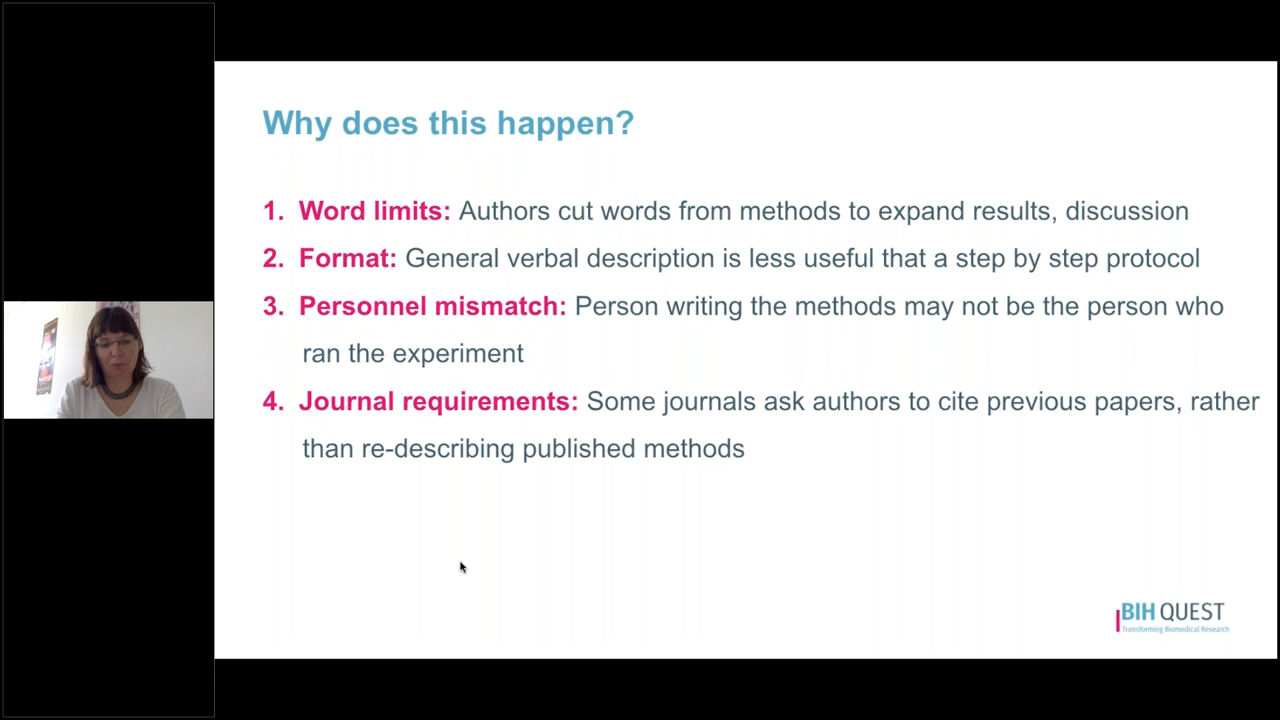 Why does this happen?
1. Word limits: Authors cut words from methods to expand results, discussion
2. Format: General verbal description is less useful that a step by step protocol
3. Personnel mismatch: Person writing the methods may not be the person who
ran the experiment
4. Journal requirements: Some journals ask authors to cite previous papers, rather
than re-describing published methods
BIH QUEST
Transforming Biomedical Research